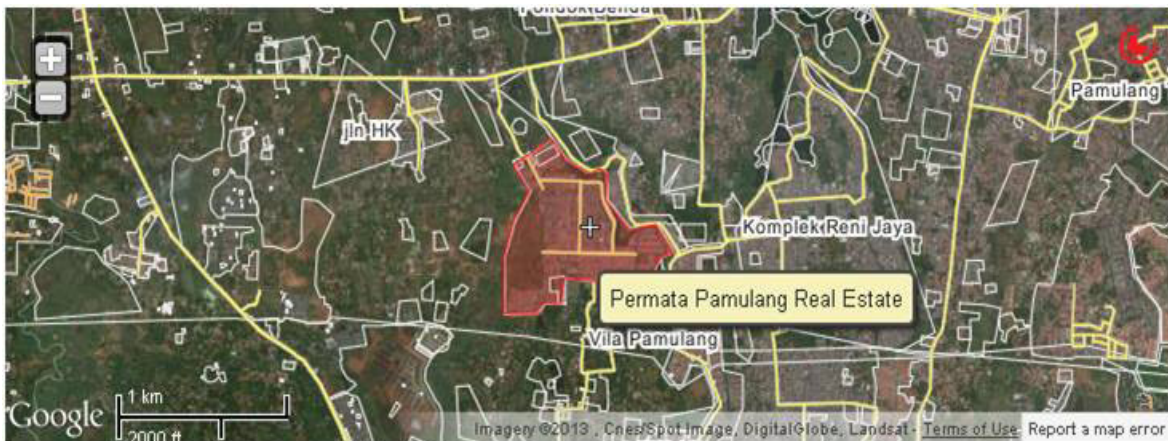 Pondok Benda
+
−
jln HK
Pamulang
Komplek Reni Jaya
Permata Pamulang Real Estate
Vila Pamulang
1 km
2000 ft
Google
Imagery ©2013 , Cnes/Spot Image, DigitalGlobe, Landsat - Terms of Use Report a map error